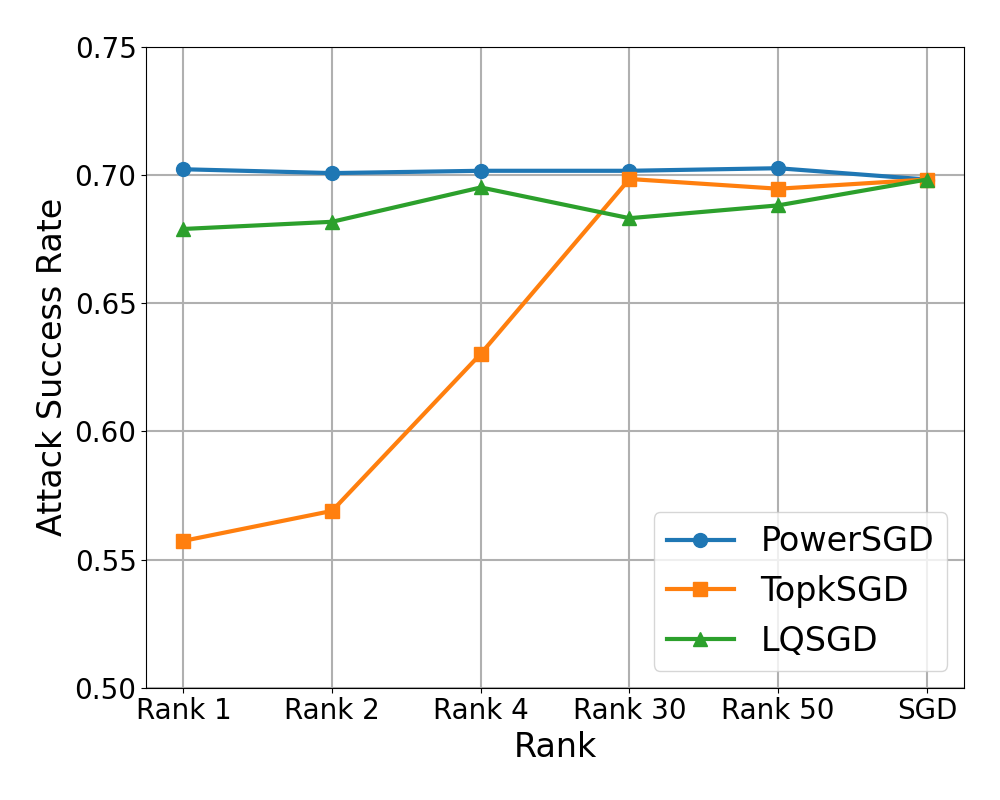 0.75
0.70
0.65
0.60
0.55
0.50
Attack Success Rate
PowerSGD
TopkSGD
LQSGD
Rank 1 Rank 2 Rank 4 Rank 30 Rank 50 SGD
Rank